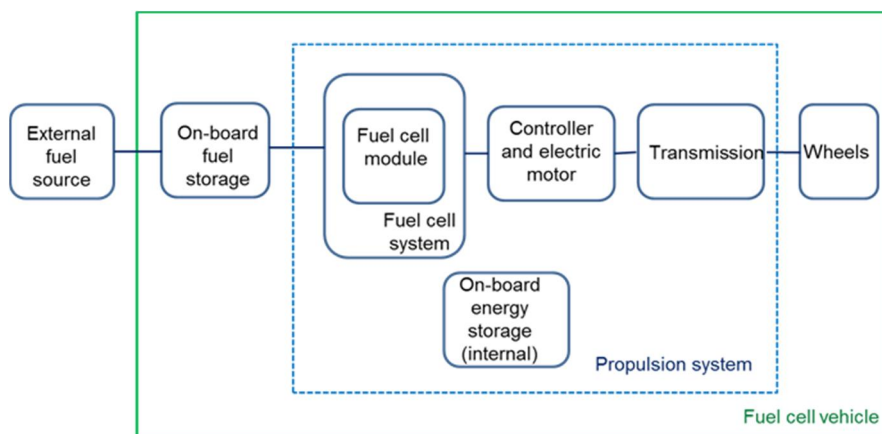 External
fuel
source
On-board
fuel
storage
Fuel cell
module
Fuel cell
system
Controller
and electric
motor
Transmission
Wheels
On-board
energy
storage
(internal)
Propulsion system
Fuel cell vehicle